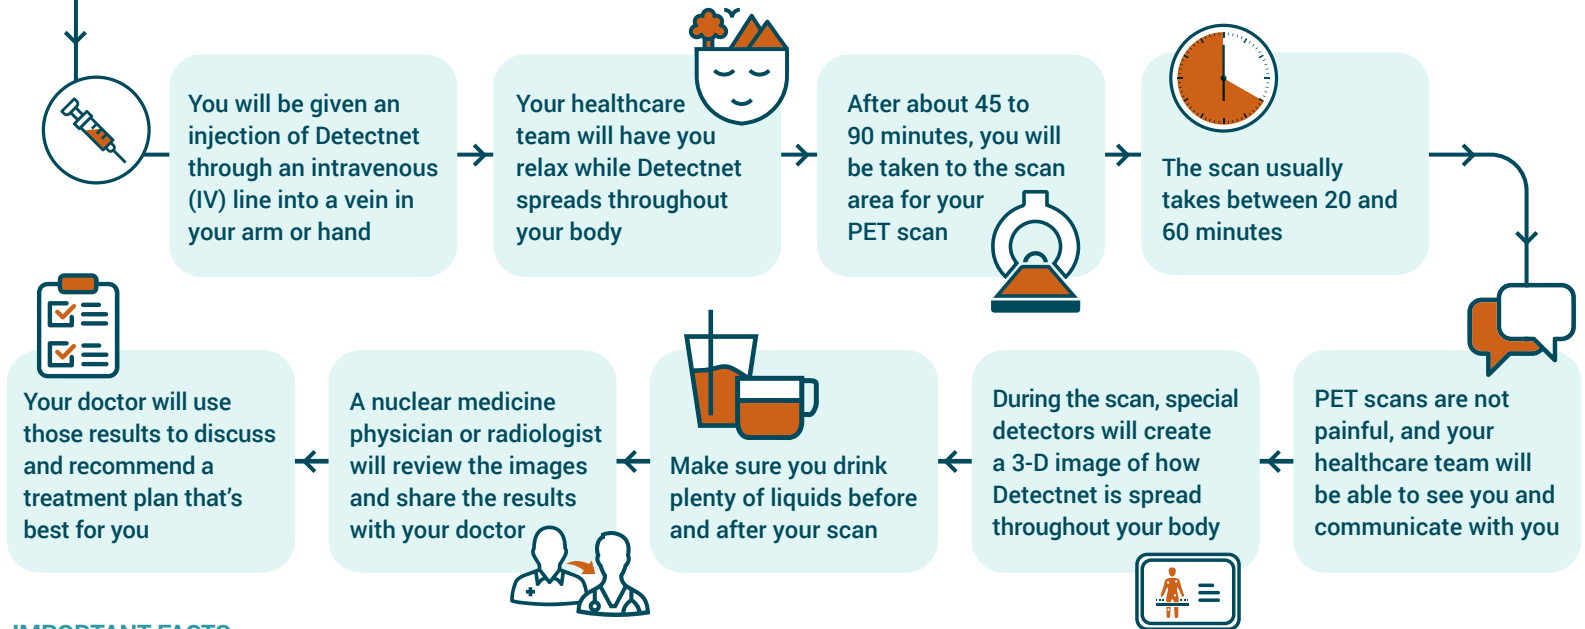 You will be given an
injection of Detectnet
through an intravenous
(IV) line into a vein in
your arm or hand
Your healthcare
team will have you
relax while Detectnet
spreads throughout
your body
After about 45 to
90 minutes, you will
be taken to the scan
area for your
PET scan
The scan usually
takes between 20 and
60 minutes
PET scans are not
painful, and your
healthcare team will
be able to see you and
communicate with you
During the scan, special
detectors will create
a 3-D image of how
Detectnet is spread
throughout your body
Make sure you drink
plenty of liquids before
and after your scan
A nuclear medicine
physician or radiologist
will review the images
and share the results
with your doctor
Your doctor will use
those results to discuss
and recommend a
treatment plan that's
best for you
IMPORTANT FACTS